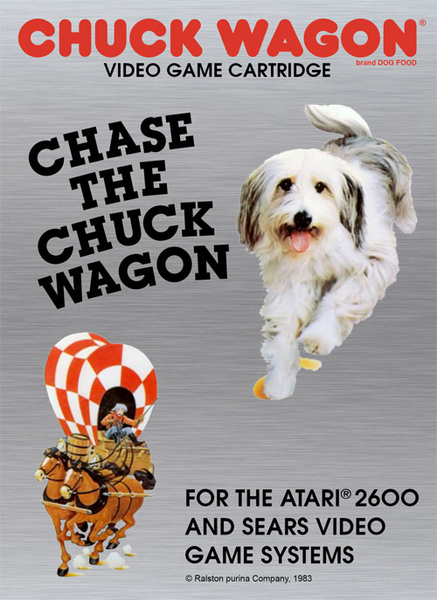 CHUCK WAGON®
brand DOG FOOD
VIDEO GAME CARTRIDGE
CHASE
THE
CHUCK
WAGON
FOR THE ATARI® 2600
AND SEARS VIDEO
GAME SYSTEMS
© Ralston purina Company, 1983